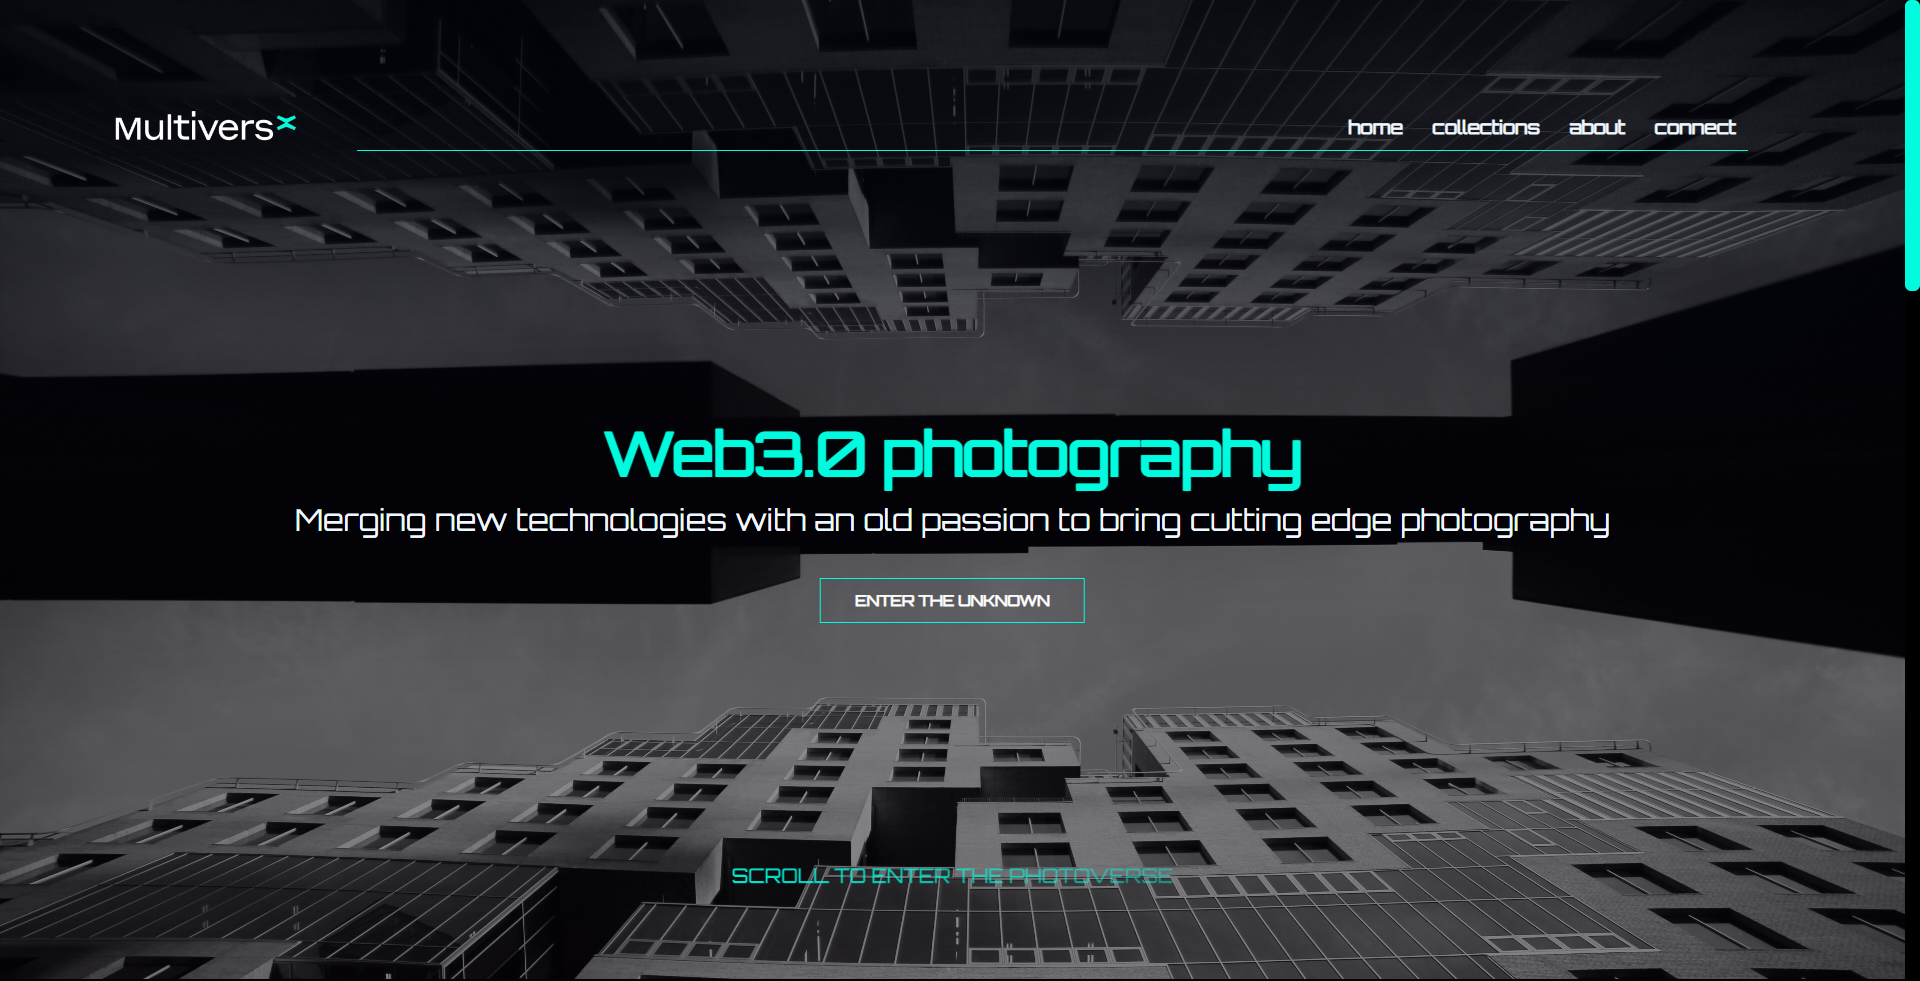 Multivers
home collections about connect
Web3.0 photography
Merging new technologies with an old passion to bring cutting edge photography
ENTER THE UNKNOWN
SCROLL TO ENTER THE PHOTOVERSE